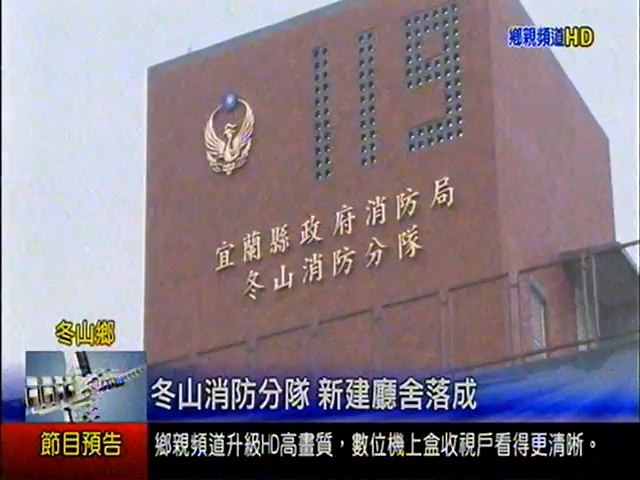 鄉親頻道HD
119
宜蘭縣政府消防局
冬山消防分隊
冬山鄉
冬山消防分隊 新建廳舍落成
節目預告 鄉親頻道升級HD高畫質，數位機上盒收視戶看得更清晰。